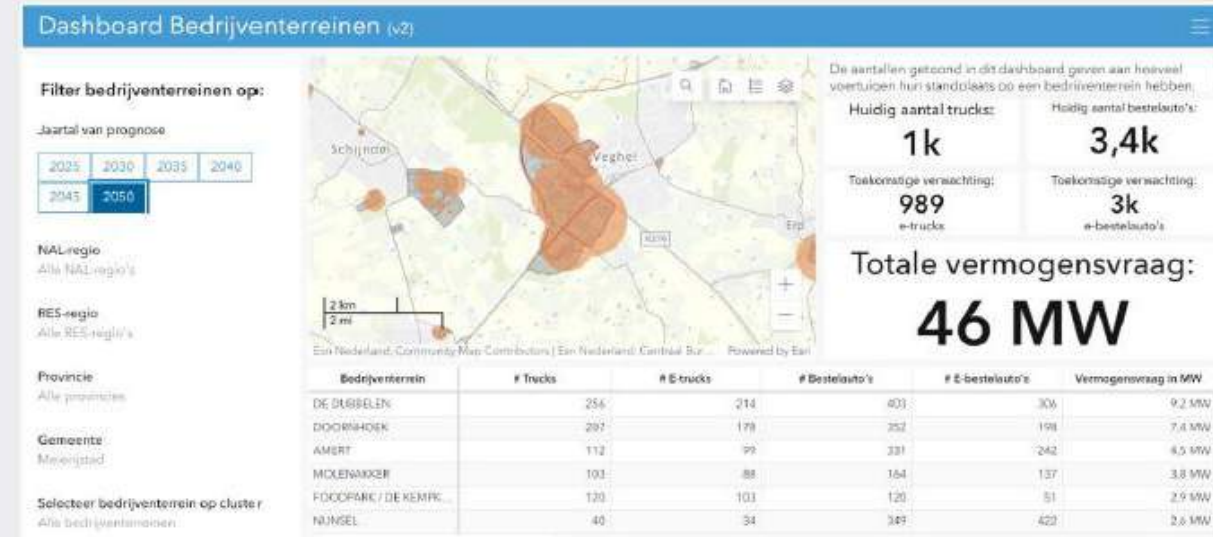 Dashboard Bedrijventerreinen (v2)
Filter bedrijventerreinen op:
Jaartal van prognose
2025 2030 2035 2040
2045 2050
NAL-regio
Alle NAL-regio's
RES-regio
Alle RES-regio's
Provincie
Alle provincies
Gemeente
Meierijstad
Selecteer bedrijventerrein op cluster
Alle bedrijventerreinen
Schijndel
Veghel
Erp
2 km
2 mi
Esri Nederland, Community Map Contributors | Esri Nederland, Centraal Bur... Powered by Esri
De aantallen getoond in dit dashboard geven aan hoeveel
voertuigen hun standplaats op een bedrijventerrein hebben.
Huidig aantal trucks:
1k
Huidig aantal bestelauto's:
3,4k
Toekomstige verwachting:
989
e-trucks
Toekomstige verwachting:
3k
e-bestelauto's
Totale vermogensvraag:
46 MW
Bedrijventerrein # Trucks # E-trucks # Bestelauto's # E-bestelauto's Vermogensvraag in MW
DE DUBBELEN 256 214 403 306 9.2 MW
DOORNHOEK 207 178 352 198 7.4 MW
AMERT 112 99 331 242 4.5 MW
MOLENAKKER 103 88 164 137 3.8 MW
FOODPARK / DE KEMPK... 120 103 120 51 2.9 MW
NIJNSEL 40 34 349 422 2.6 MW